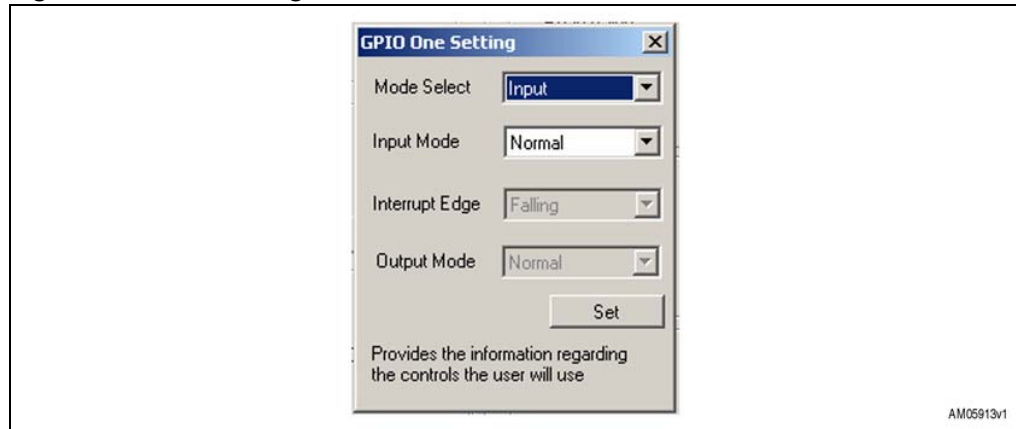 GPIO One Setting
Mode Select Input
Input Mode Normal
Interrupt Edge Falling
Output Mode Normal
Set
Provides the information regarding
the controls the user will use
AM05913v1